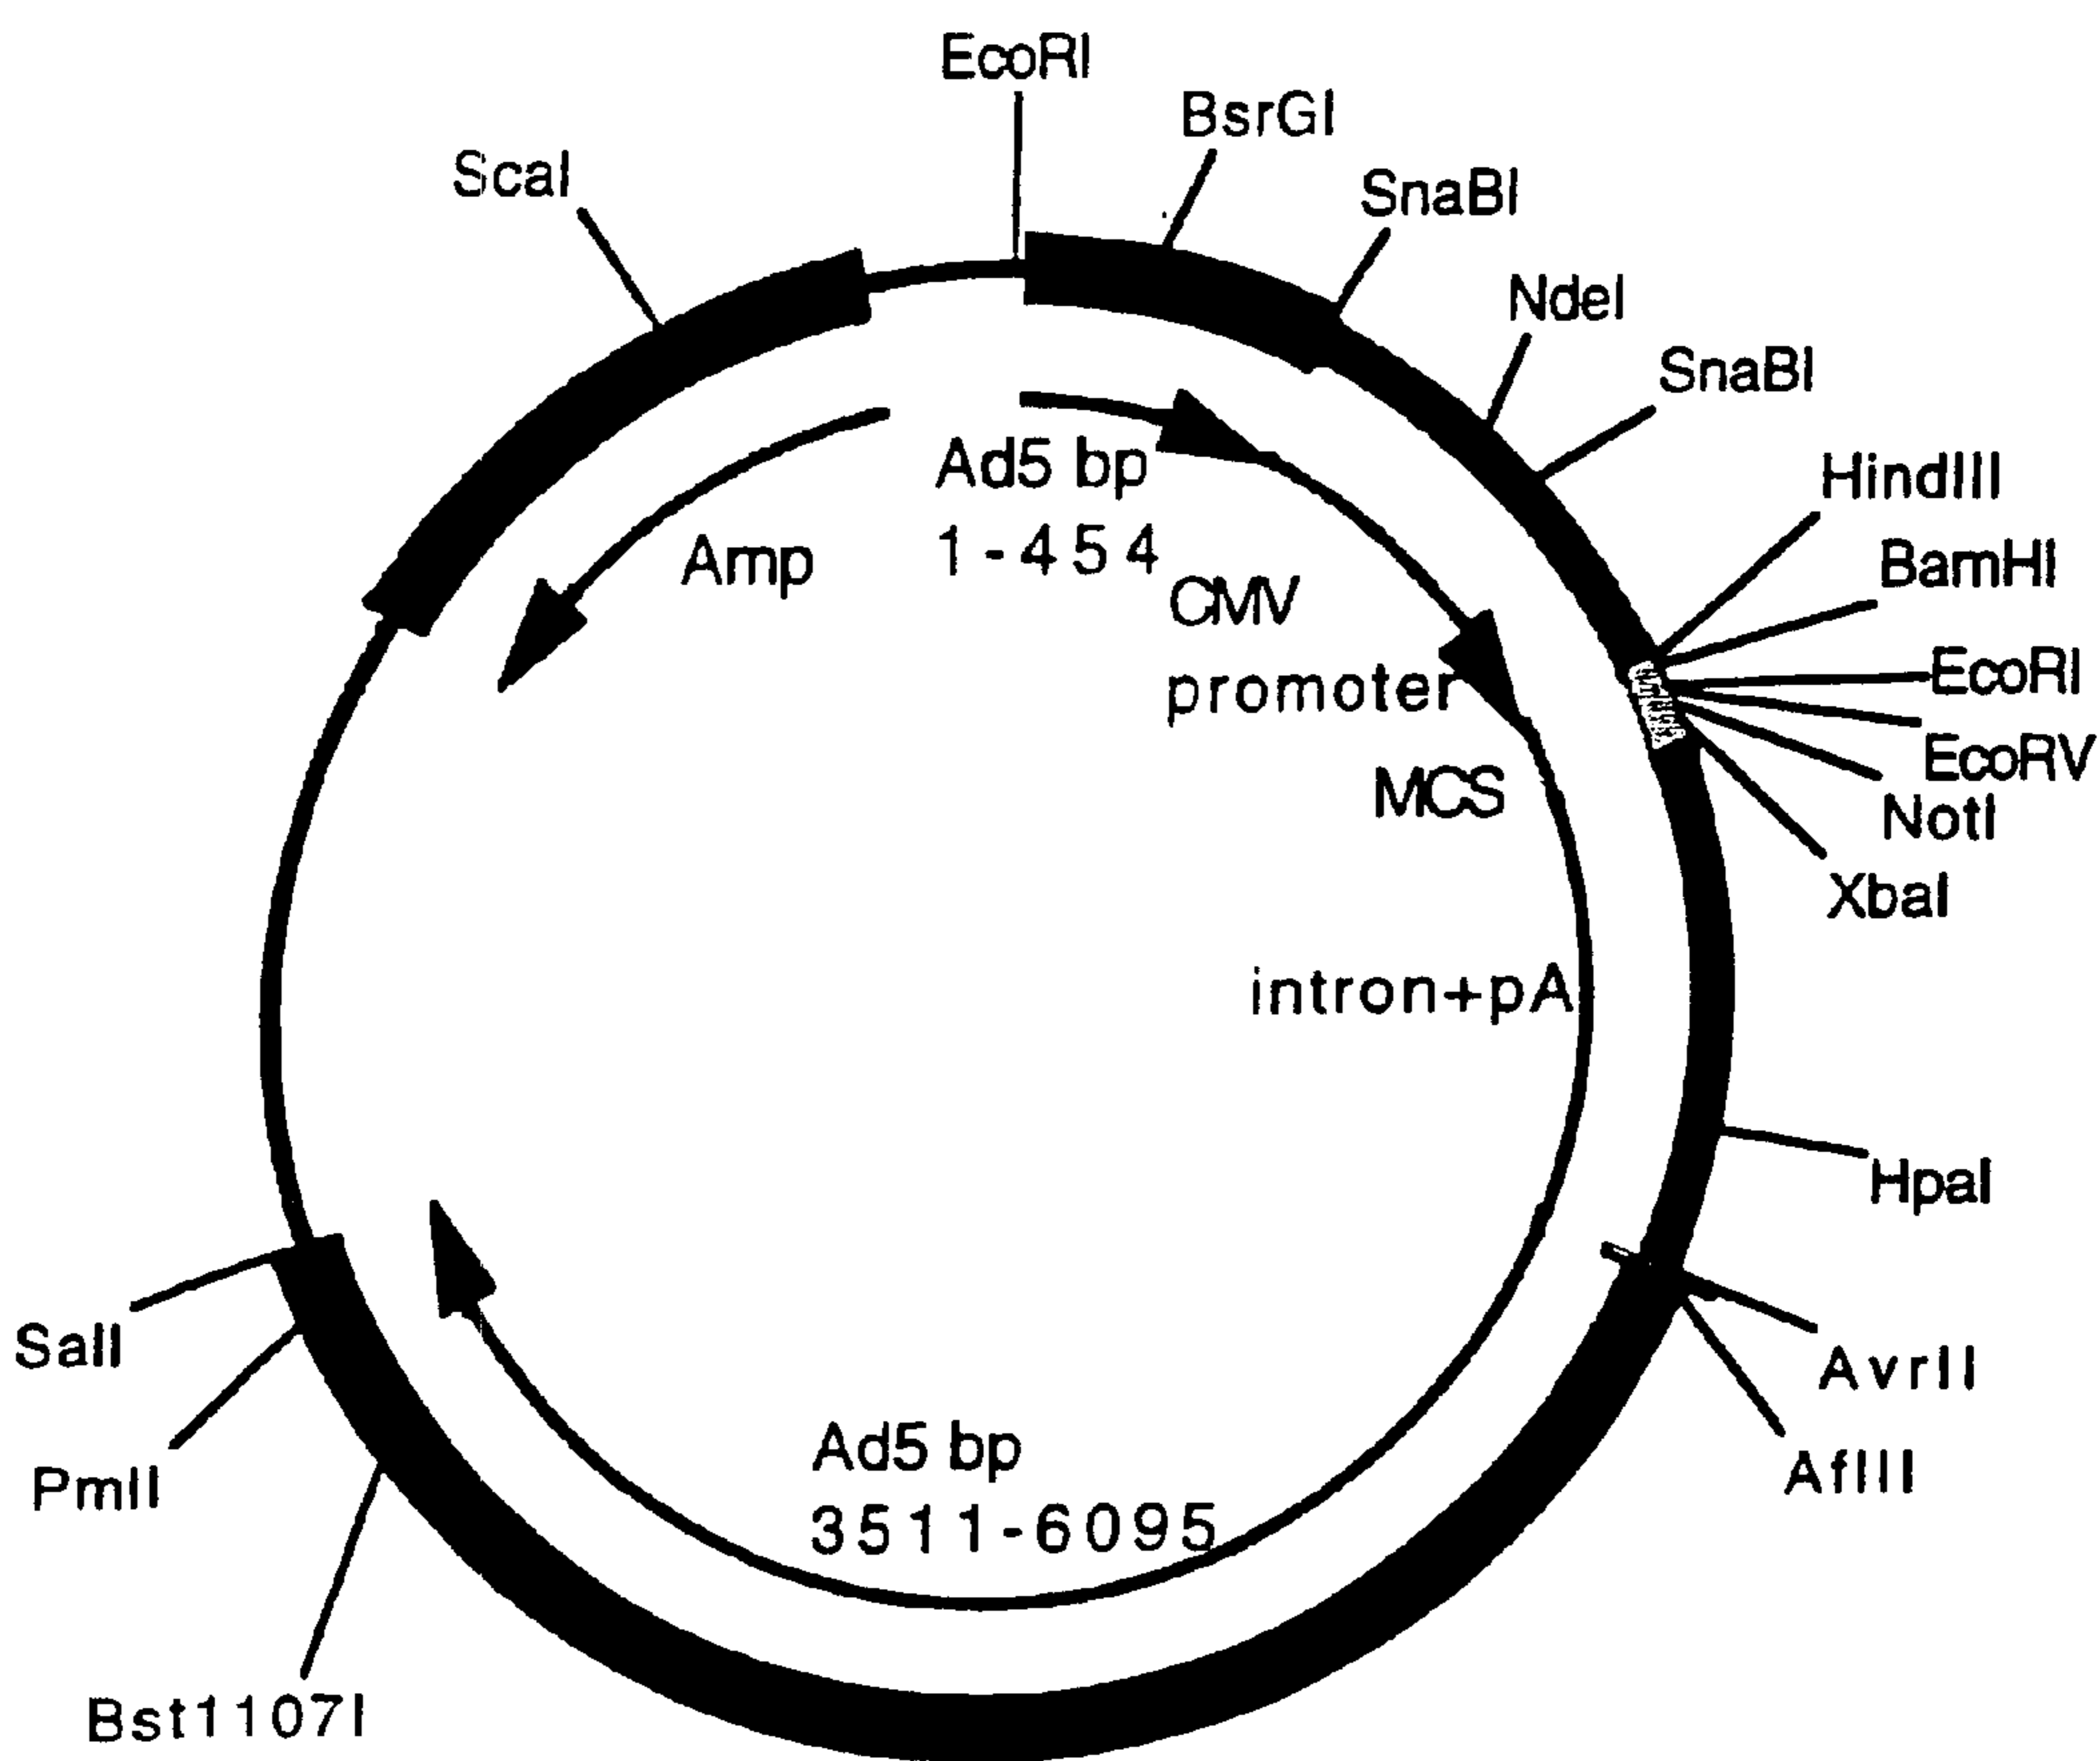 EcoRI
BsrGI
ScaI
SnaBI
NdeI
SnaBI
HindIII
BamHI
EcoRI
EcoRV
NotI
XbaI
HpaI
AvrII
AflII
Bst1107I
PmlI
SalI
Amp
Ad5 bp
1-454
CMV
promoter
MCS
intron+pA
Ad5 bp
3511-6095